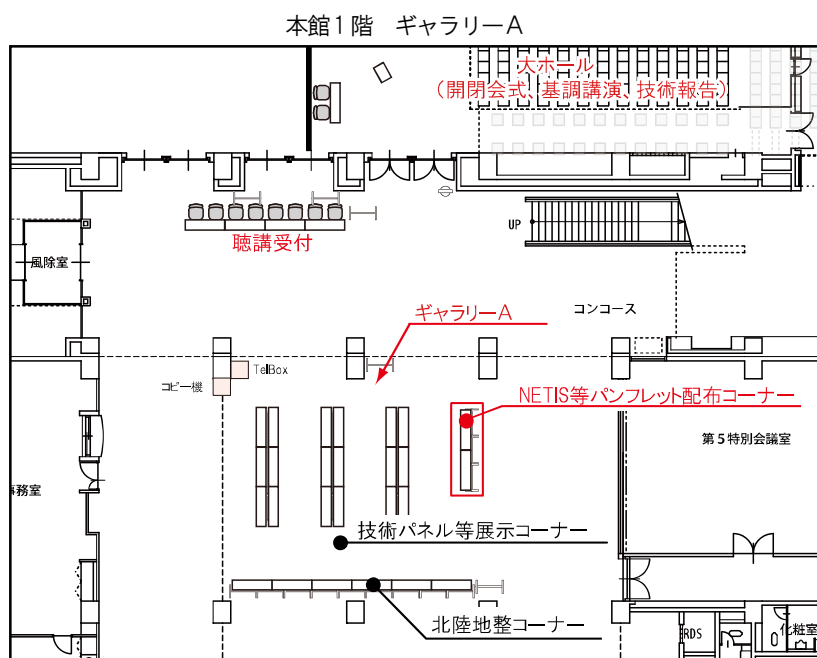 本館1階 ギャラリーA
大ホール
(開閉会式、基調講演、技術報告)
聴講受付
UP
風除室
コンコース
ギャラリーA
TelBox
コピー機
NETIS等パンフレット配布コーナー
第5特別会議室
事務室
技術パネル等展示コーナー
北陸地整コーナー
RDS
化粧室